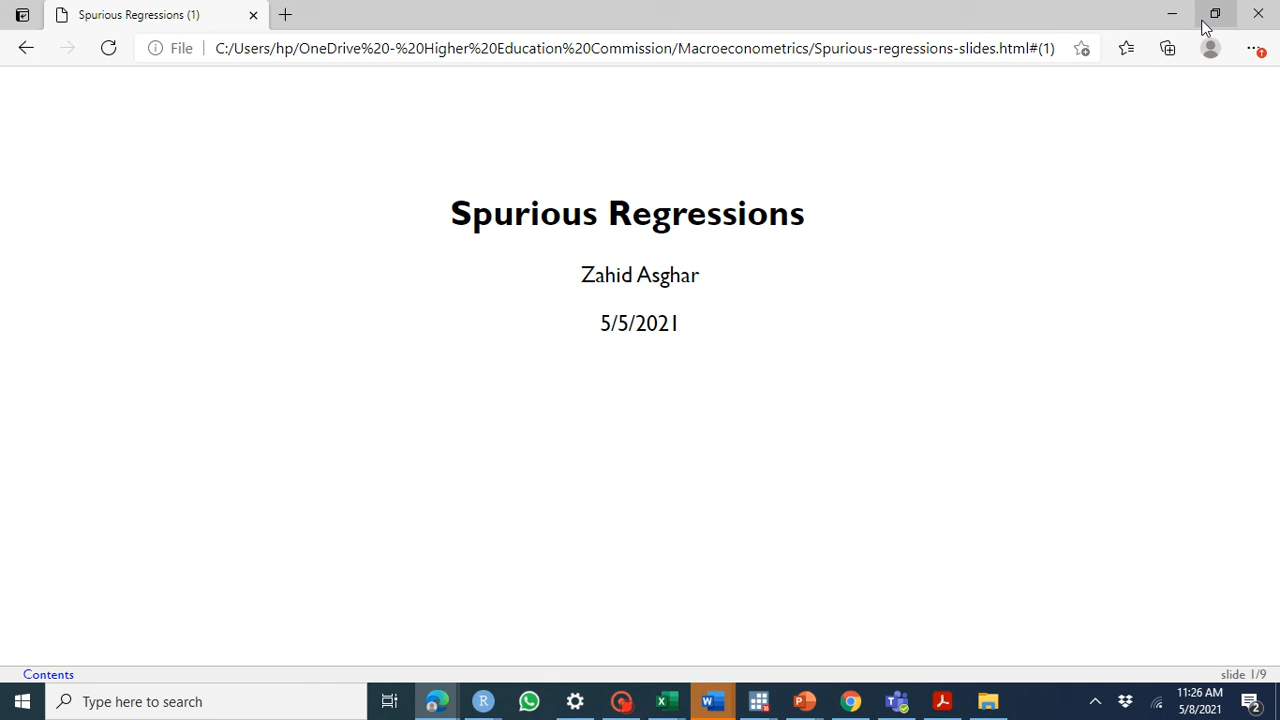 Spurious Regressions (1)
File
C:/Users/hp/OneDrive%20-%20Higher%20Education%20Commission/Macroeconometrics/Spurious-regressions-slides.html#(1)
Spurious Regressions
Zahid Asghar
5/5/2021
Contents
slide 1/9
Type here to search
11:26 AM
5/8/2021
2